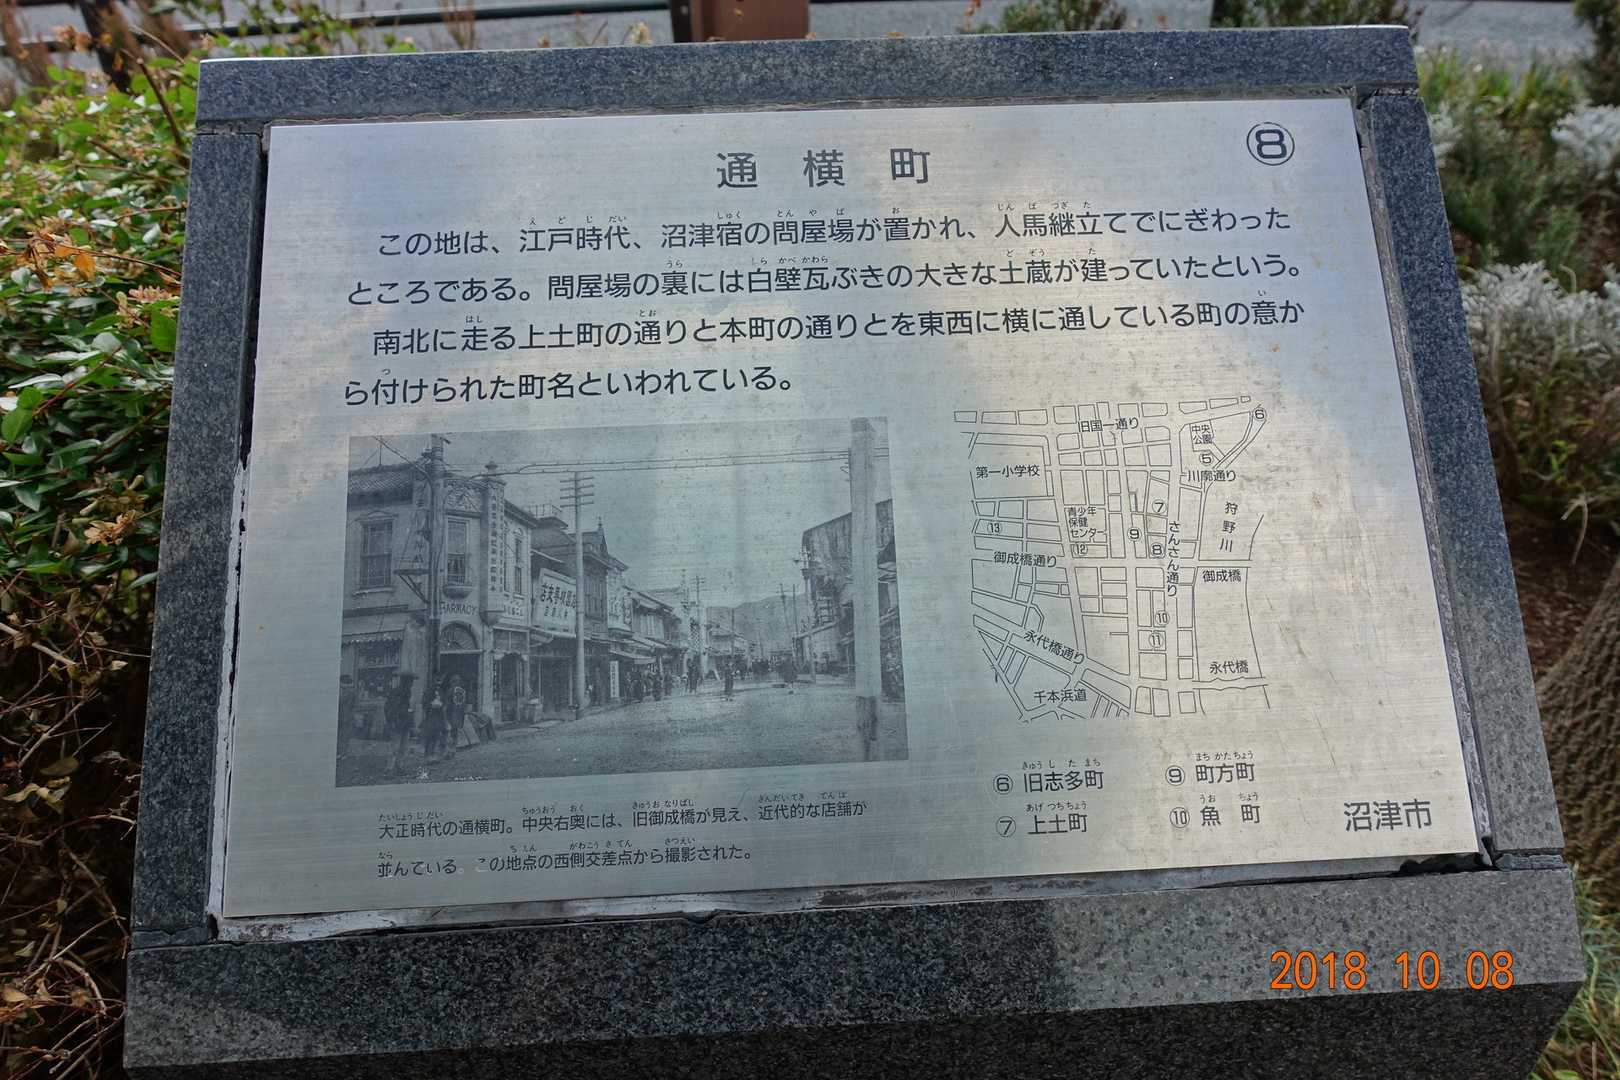 ⑧
通横町
この地は、江戸時代、沼津宿の問屋場が置かれ、人馬継立てでにぎわった
ところである。問屋場の裏には白壁瓦ぶきの大きな土蔵が建っていたという。
南北に走る上土町の通りと本町の通りとを東西に横に通している町の意か
ら付けられた町名といわれている。
PHARMACY
旧国一通り
中央
公園
⑥
⑤
第一小学校
川廓通り
⑦
狩野川
青少年
保健
センター
⑬
⑨
⑧
⑫
さんさん通り
御成橋通り
御成橋
⑩
⑪
永代橋通り
永代橋
千本浜道
大正時代の通横町。中央右奥には、旧御成橋が見え、近代的な店舗が
並んでいる。この地点の西側交差点から撮影された。
⑥ 旧志多町
⑨ 町方町
⑦ 上土町
⑩ 魚町
沼津市
2018 10 08